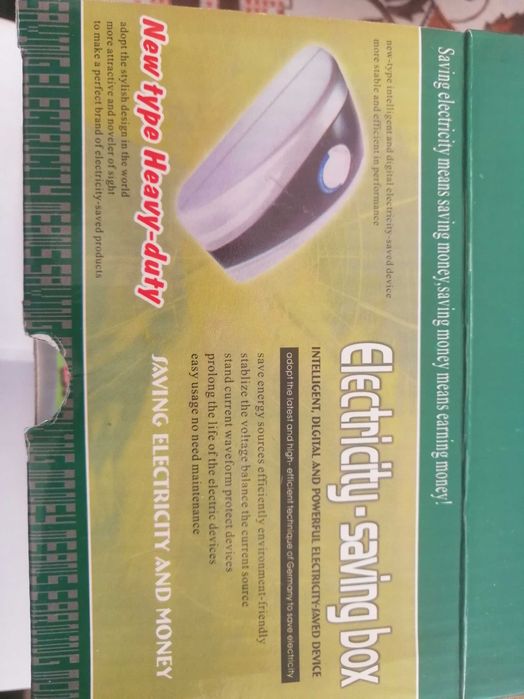 Saving electricity means saving money,saving money means earning money!
new-type intelligent and digital electricity-saved device
more stable and efficient in performance
Electricity-saving box
INTELLIGENT, DIGITAL AND POWERFUL ELECTRICITY-SAVED DEVICE
adopt the latest and high-efficient technique of Germany to save electricity
save energy sources efficiently environment-friendly
stablize the voltage balance the current source
stand current waveform protect devices
prolong the life of the electric devices
easy usage no need maintenance
New type Heavy-duty
adopt the stylish design in the world
more attractive and noveler of sight
to make a perfect brand of electricity-saved products
SAVING ELECTRICITY AND MONEY